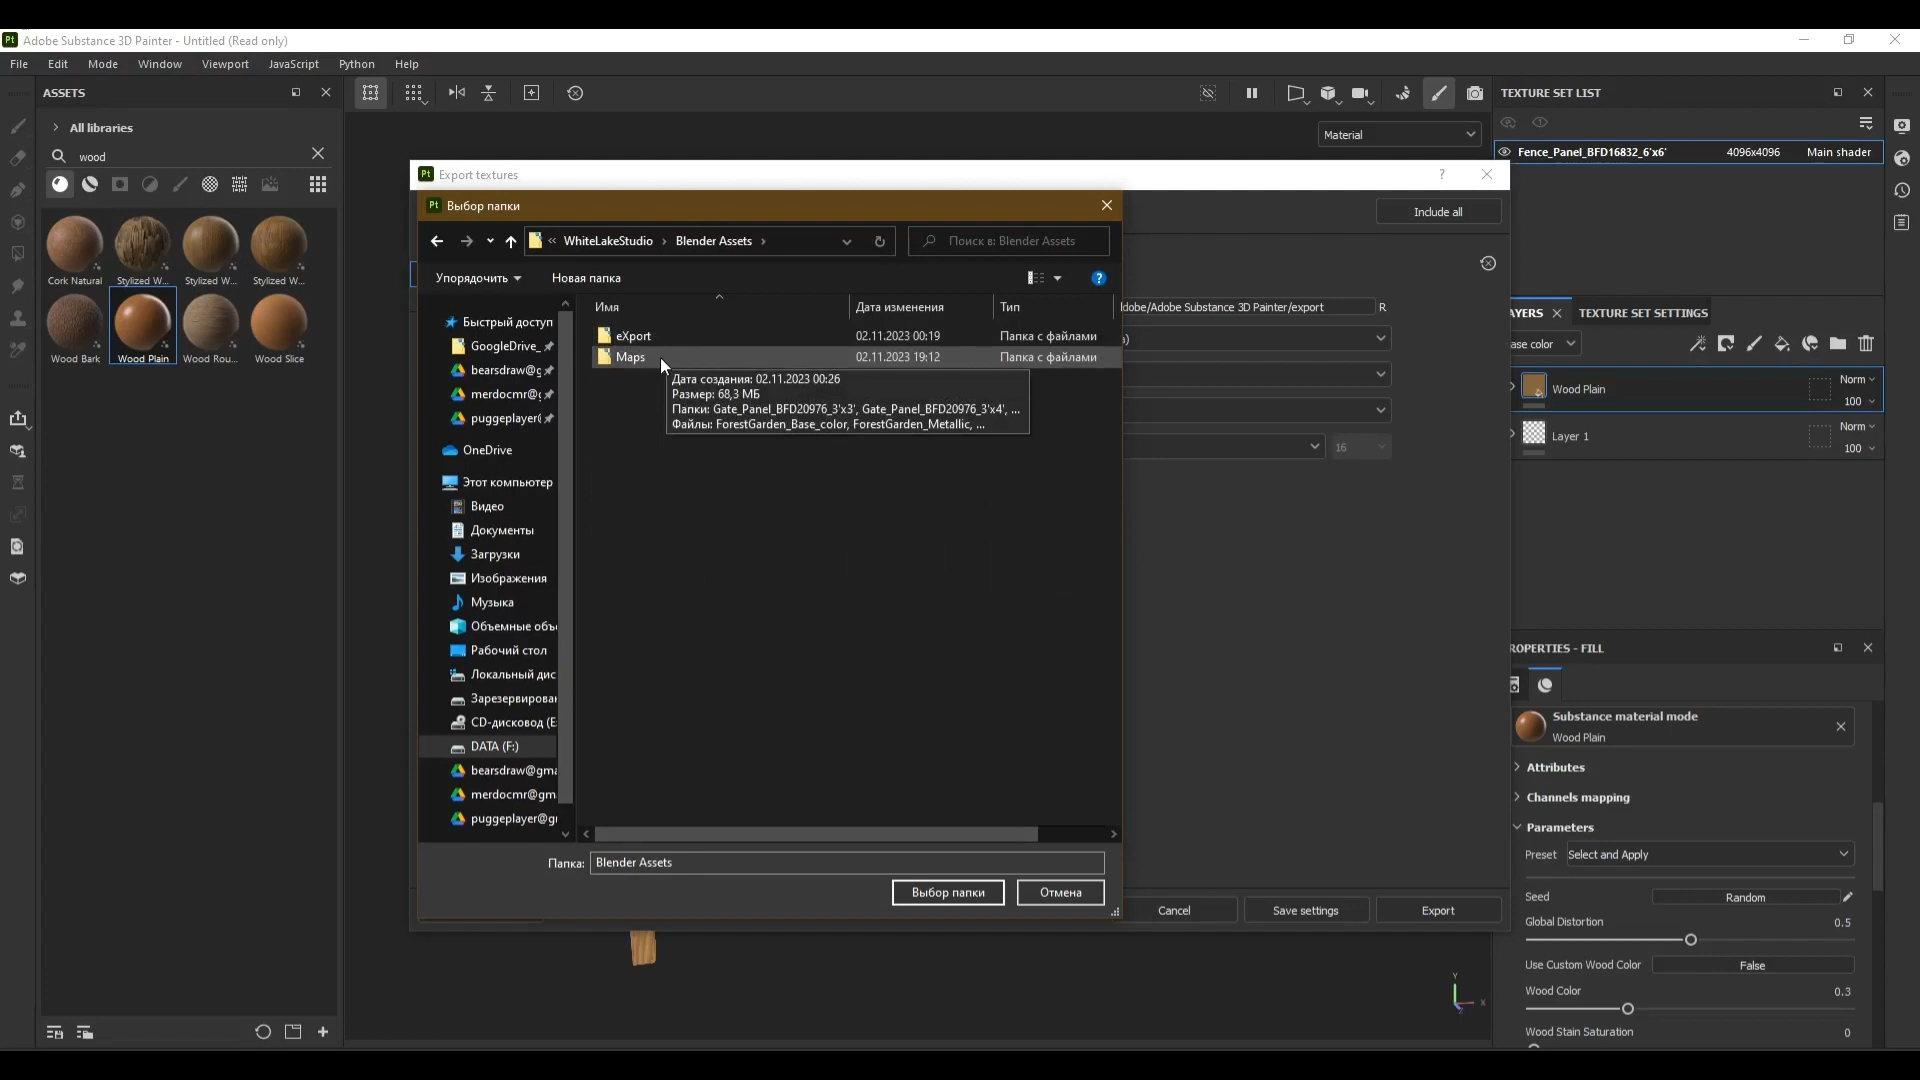 Adobe Substance 3D Painter - Untitled (Read only)
File Edit Mode Window Viewport JavaScript Python Help
ASSETS
All libraries
wood
Cork Natural Stylized W... Stylized W... Stylized W...
Wood Bark Wood Plain Wood Rou... Wood Slice
Material
Export textures
Include all
Выбор папки
« WhiteLakeStudio › Blender Assets ›
Поиск в: Blender Assets
Упорядочить Новая папка
Имя Дата изменения Тип
eXport 02.11.2023 00:19 Папка с файлами
Maps 02.11.2023 19:12 Папка с файлами
Дата создания: 02.11.2023 00:26
Размер: 68,3 МБ
Папки: Gate_Panel_BFD20976_3'x3', Gate_Panel_BFD20976_3'x4', ...
Файлы: ForestGarden_Base_color, ForestGarden_Metallic, ...
Быстрый доступ
GoogleDrive_
bearsdraw@g
merdocmr@g
puggeplayer(
OneDrive
Этот компьютер
Видео
Документы
Загрузки
Изображения
Музыка
Объемные объ
Рабочий стол
Локальный дис
Зарезервирован
CD-дисковод (E
DATA (F:)
bearsdraw@gma
merdocmr@gm
puggeplayer@gr
Папка: Blender Assets
Выбор папки Отмена
dobe/Adobe Substance 3D Painter/export R
16
Cancel Save settings Export
TEXTURE SET LIST
Fence_Panel_BFD16832_6'x6' 4096x4096 Main shader
AYERS TEXTURE SET SETTINGS
ase color
Wood Plain Norm
100
Layer 1 Norm
100
ROPERTIES - FILL
Substance material mode
Wood Plain
Attributes
Channels mapping
Parameters
Preset Select and Apply
Seed Random
Global Distortion 0.5
Use Custom Wood Color False
Wood Color 0.3
Wood Stain Saturation 0
Y
X